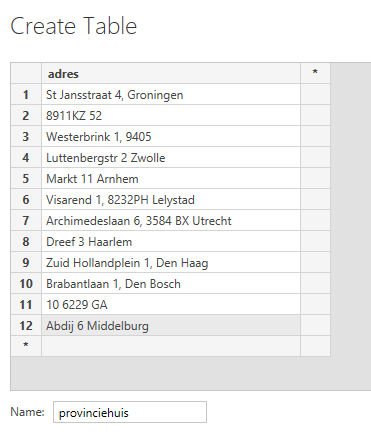 Create Table
adres *
1 St Jansstraat 4, Groningen
2 8911KZ 52
3 Westerbrink 1, 9405
4 Luttenbergstr 2 Zwolle
5 Markt 11 Arnhem
6 Visarend 1, 8232PH Lelystad
7 Archimedeslaan 6, 3584 BX Utrecht
8 Dreef 3 Haarlem
9 Zuid Hollandplein 1, Den Haag
10 Brabantlaan 1, Den Bosch
11 10 6229 GA
12 Abdij 6 Middelburg
*
Name: provinciehuis